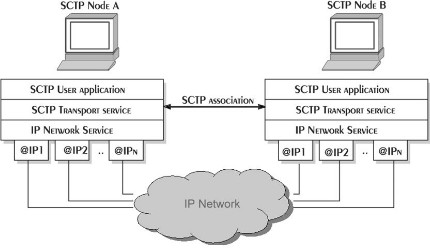 SCTP Node A
SCTP Node B
SCTP User application
SCTP Transport service
IP Network Service
@IP1 @IP2 .. @IPn
SCTP association
SCTP User application
SCTP Transport service
IP Network Service
@IP1 @IP2 .. @IPn
IP Network